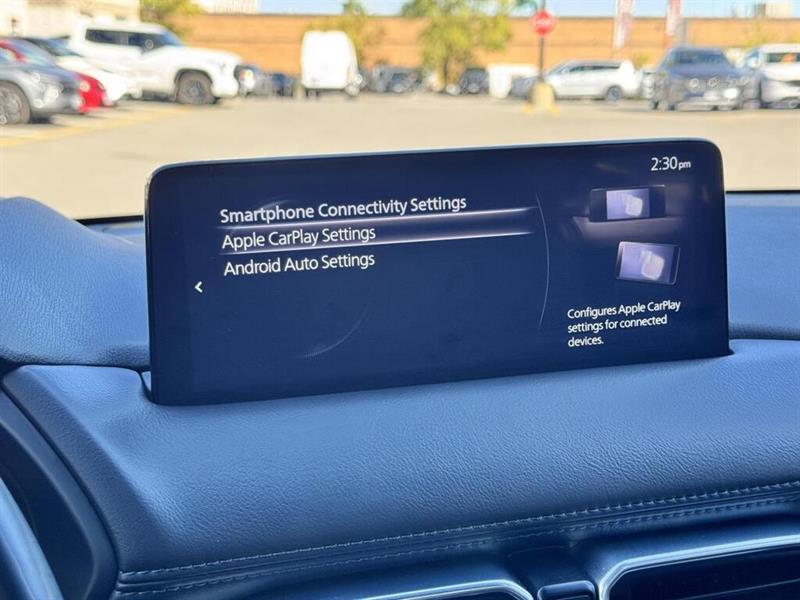 2:30pm
Smartphone Connectivity Settings
Apple CarPlay Settings
Android Auto Settings
Configures Apple CarPlay
settings for connected
devices.